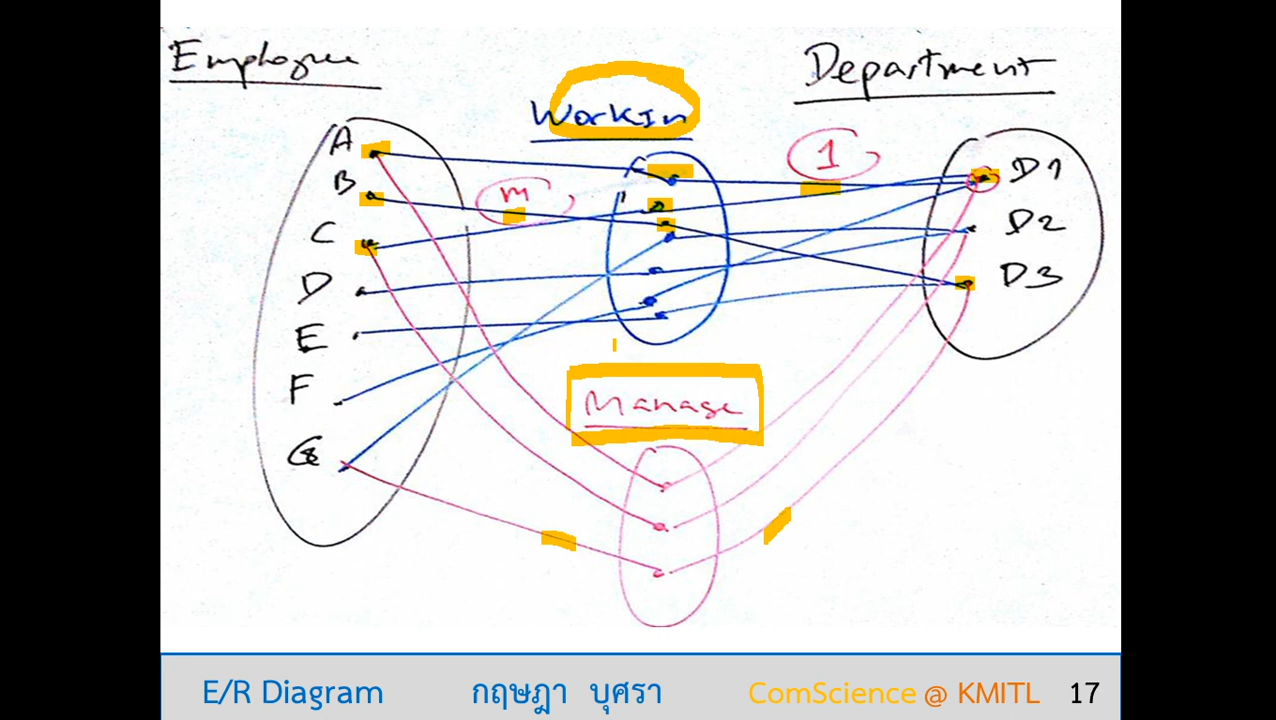 Employee
WorkIn
Department
A
B
C
D
E
F
G
m
1
D1
D2
D3
Manage
E/R Diagram กฤษฎา บุศรา ComScience @ KMITL 17